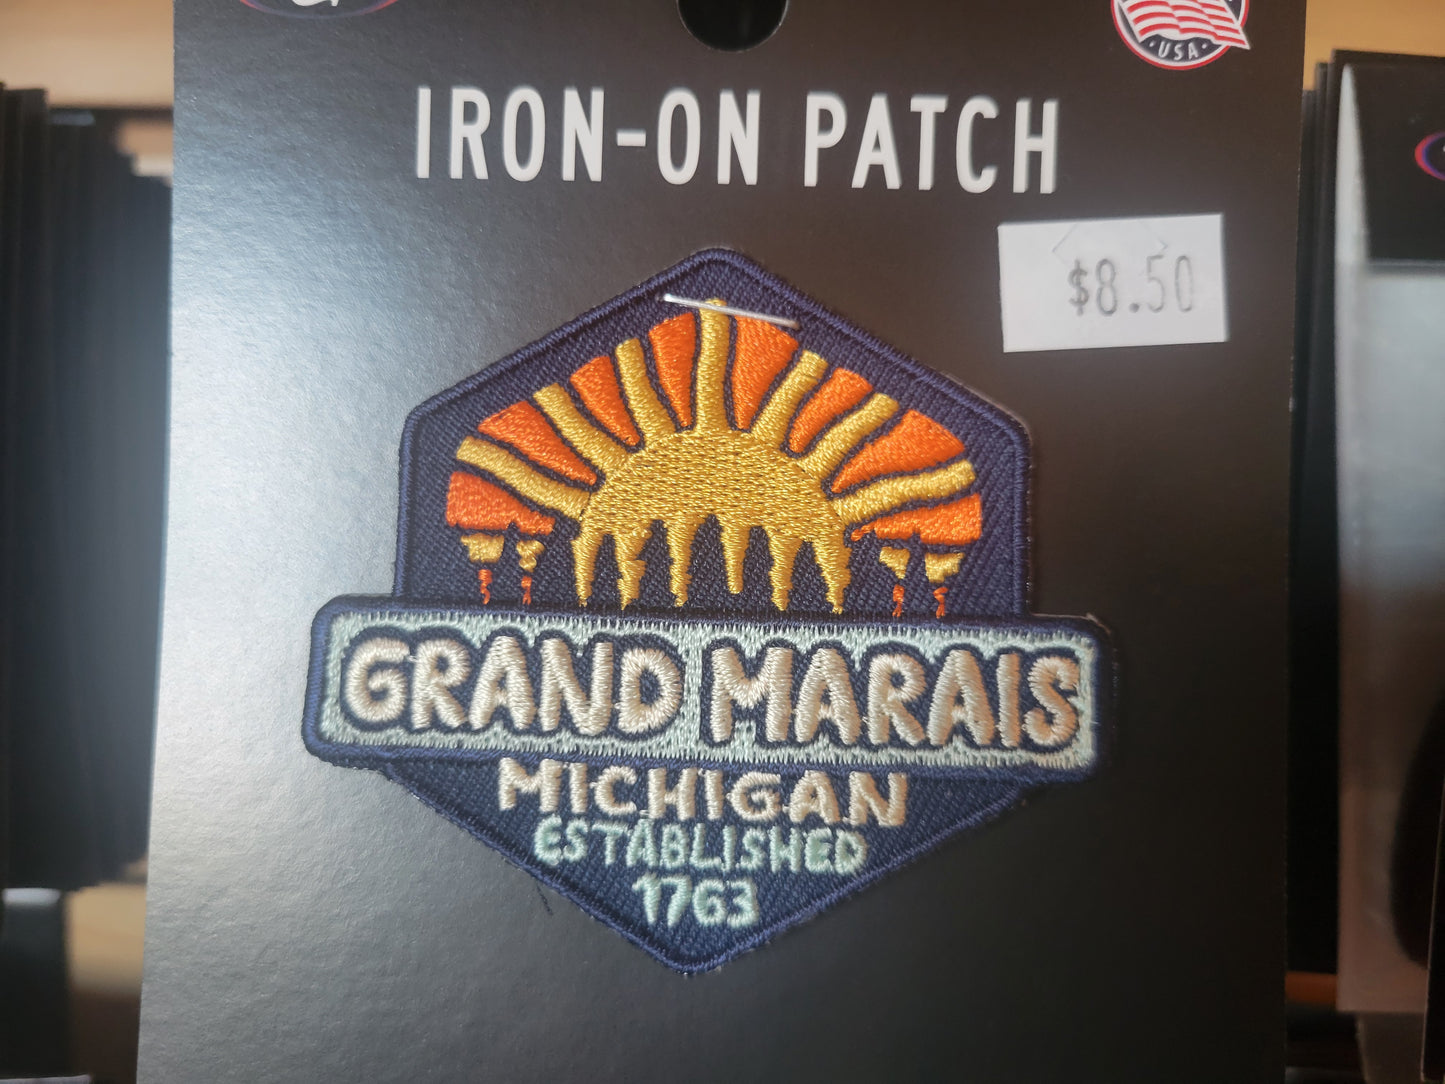 USA
IRON-ON PATCH
$8.50
GRAND MARAIS
MICHIGAN
ESTABLISHED
1763